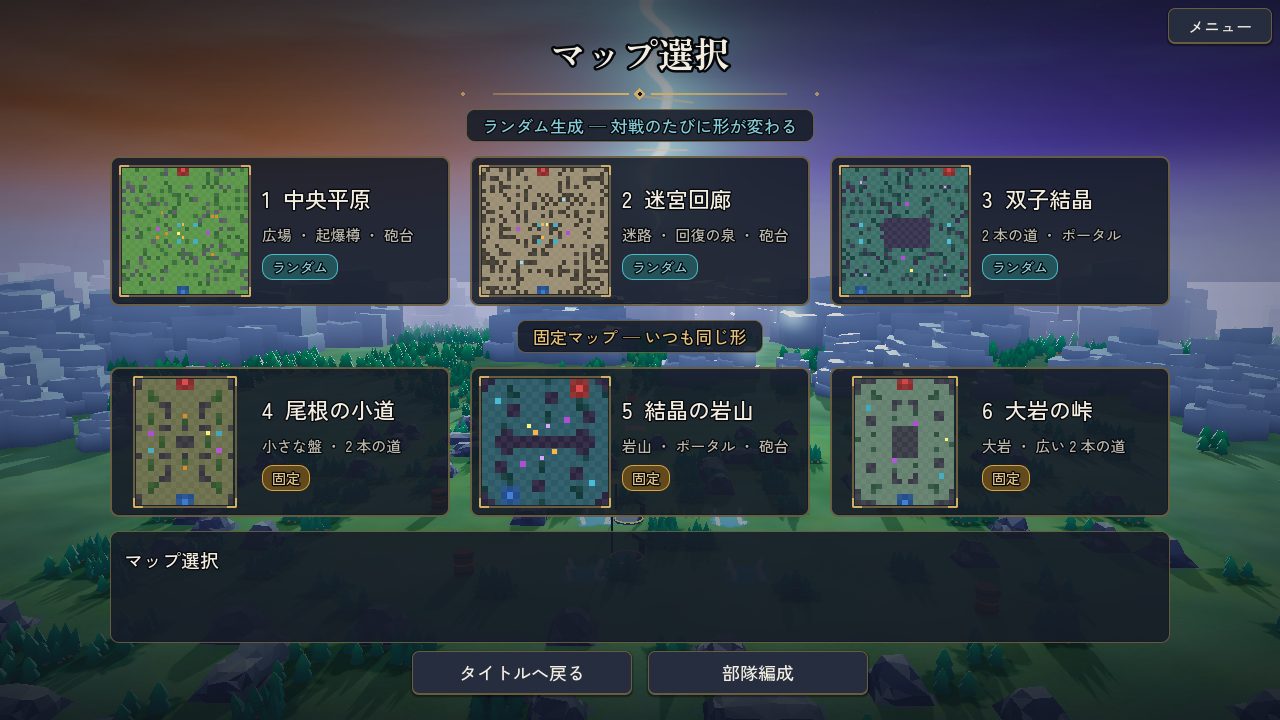 メニュー
マップ選択
ランダム生成 — 対戦のたびに形が変わる
1 中央平原
広場 ・ 起爆樽 ・ 砲台
ランダム
2 迷宮回廊
迷路 ・ 回復の泉 ・ 砲台
ランダム
3 双子結晶
2 本の道 ・ ポータル
ランダム
固定マップ — いつも同じ形
4 尾根の小道
小さな盤 ・ 2 本の道
固定
5 結晶の岩山
岩山 ・ ポータル ・ 砲台
固定
6 大岩の峠
大岩 ・ 広い 2 本の道
固定
マップ選択
タイトルへ戻る
部隊編成